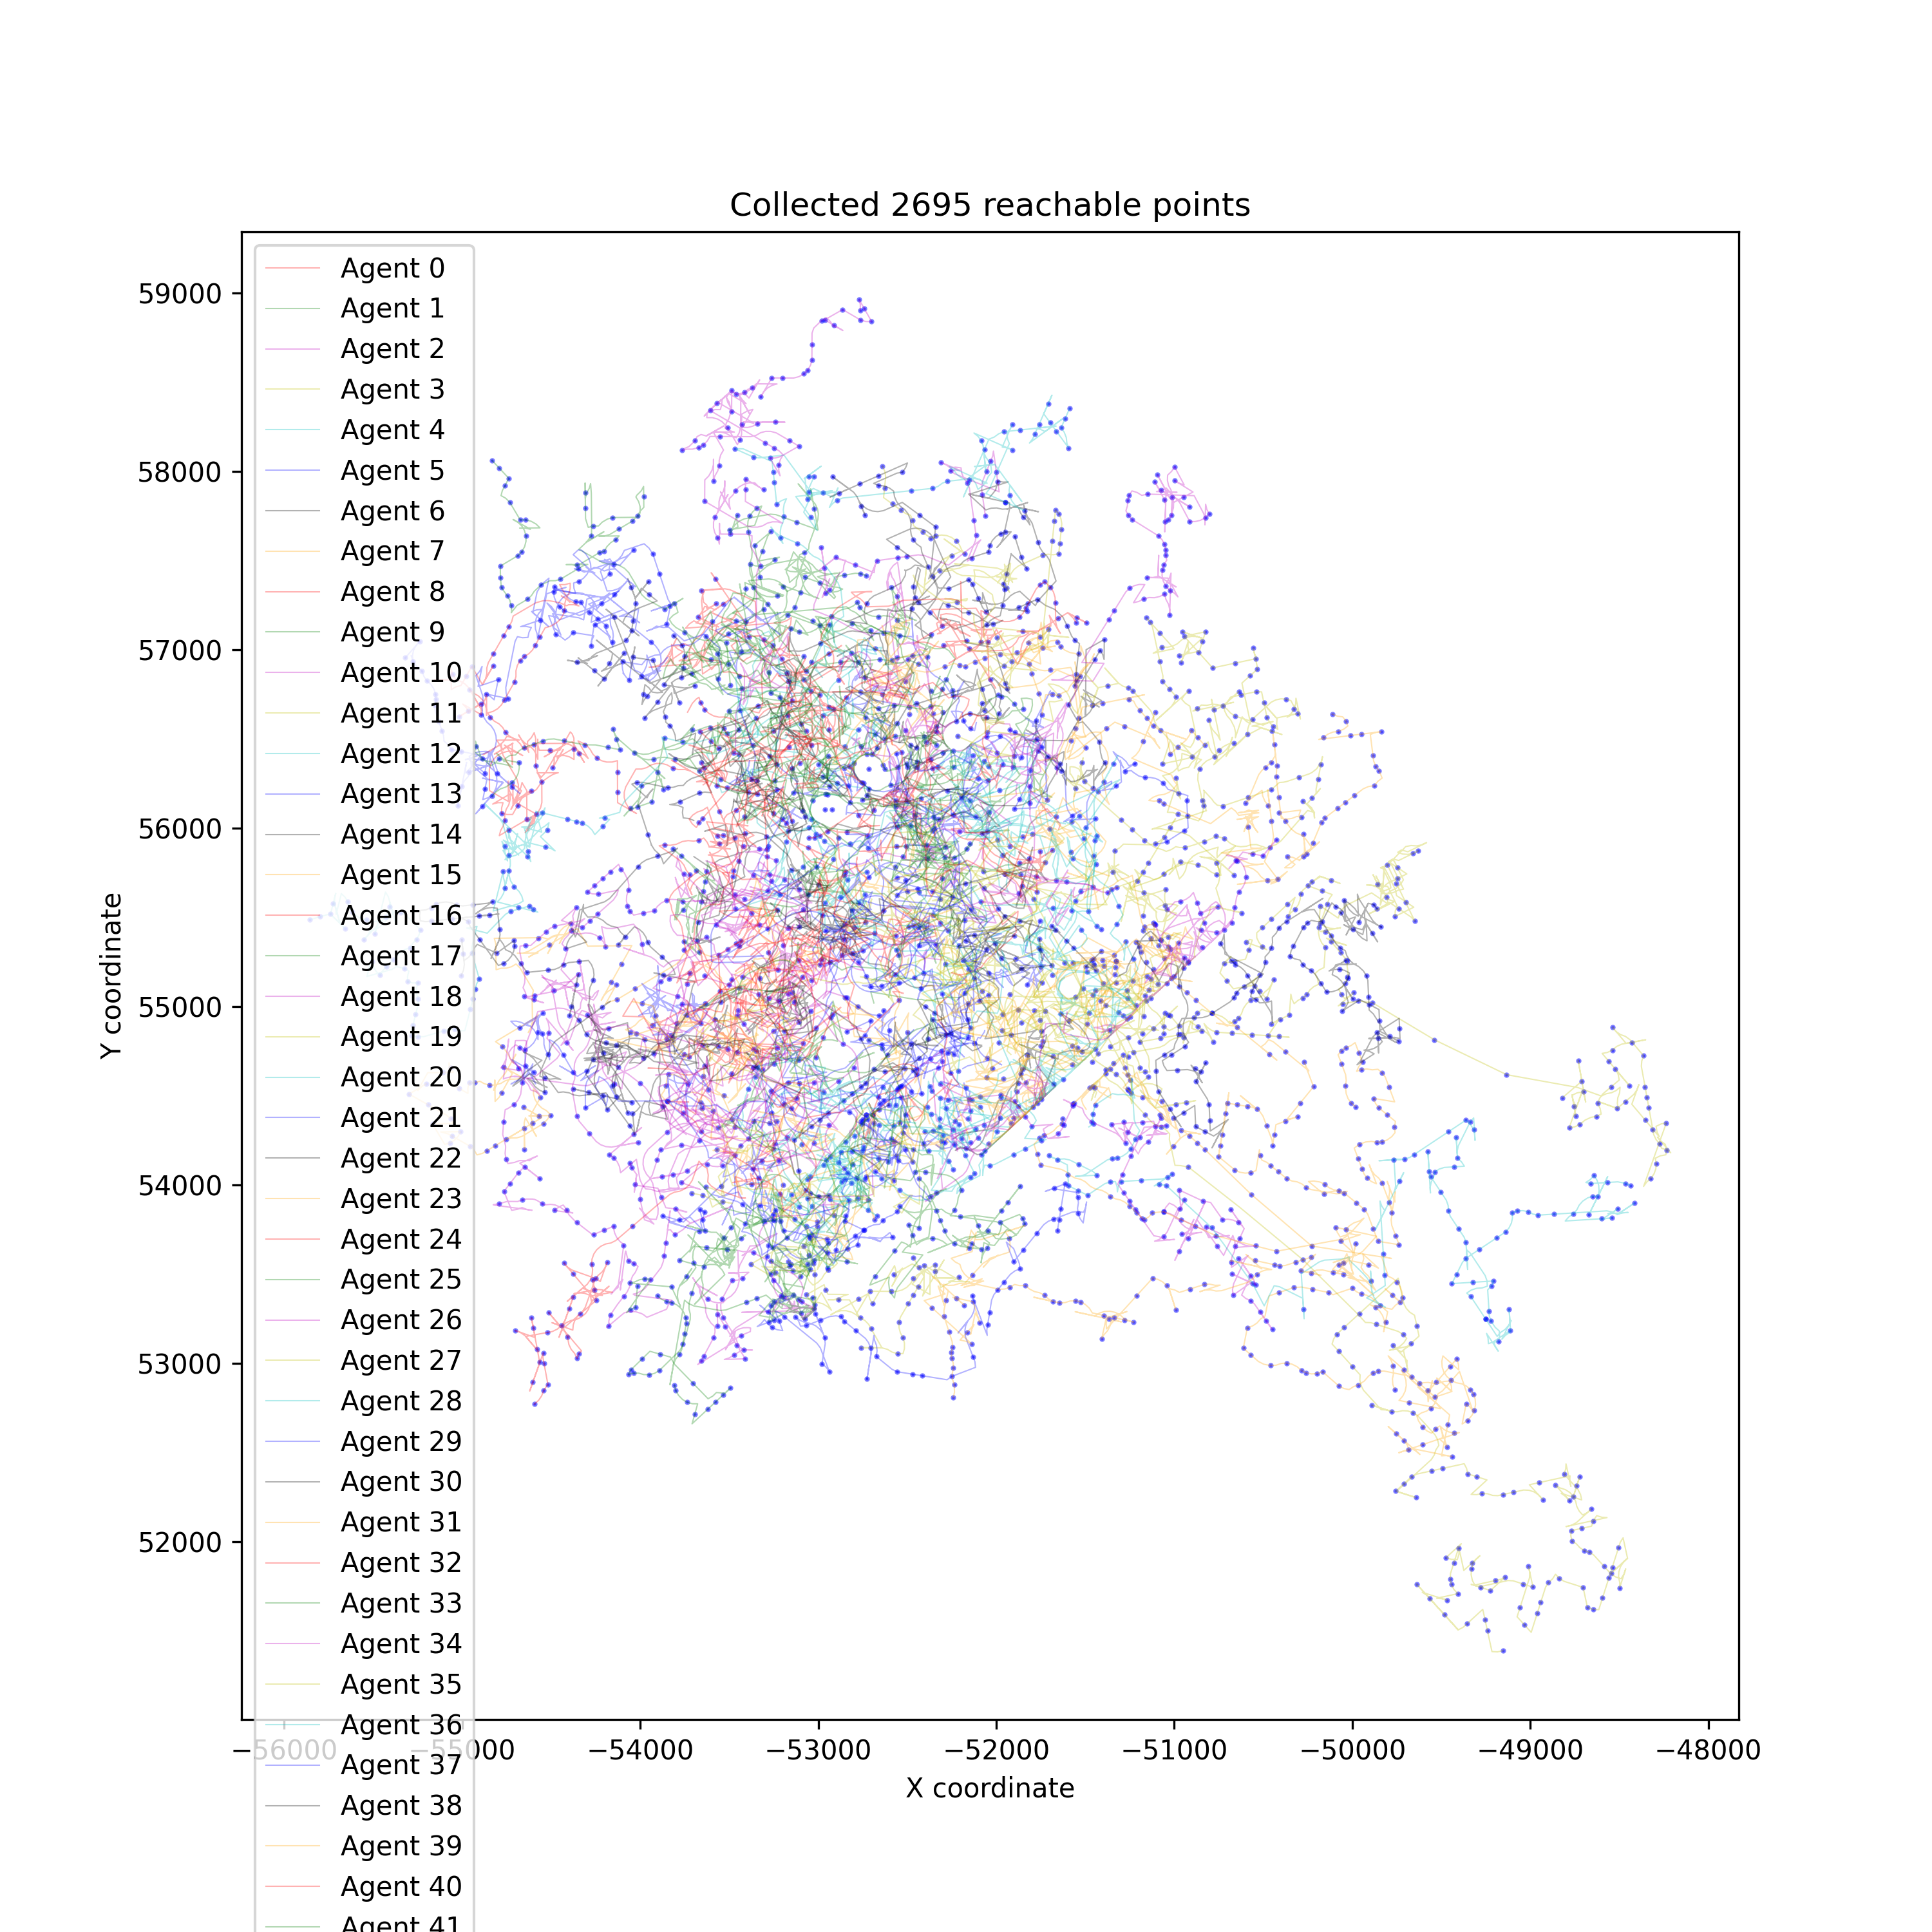 Collected 2695 reachable points
Agent 0
Agent 1
Agent 2
Agent 3
Agent 4
Agent 5
Agent 6
Agent 7
Agent 8
Agent 9
Agent 10
Agent 11
Agent 12
Agent 13
Agent 14
Agent 15
Agent 16
Agent 17
Agent 18
Agent 19
Agent 20
Agent 21
Agent 22
Agent 23
Agent 24
Agent 25
Agent 26
Agent 27
Agent 28
Agent 29
Agent 30
Agent 31
Agent 32
Agent 33
Agent 34
Agent 35
Agent 36
Agent 37
Agent 38
Agent 39
Agent 40
Agent 41
59000
58000
57000
56000
55000
54000
53000
52000
Y coordinate
−56000 −55000 −54000 −53000 −52000 −51000 −50000 −49000 −48000
X coordinate